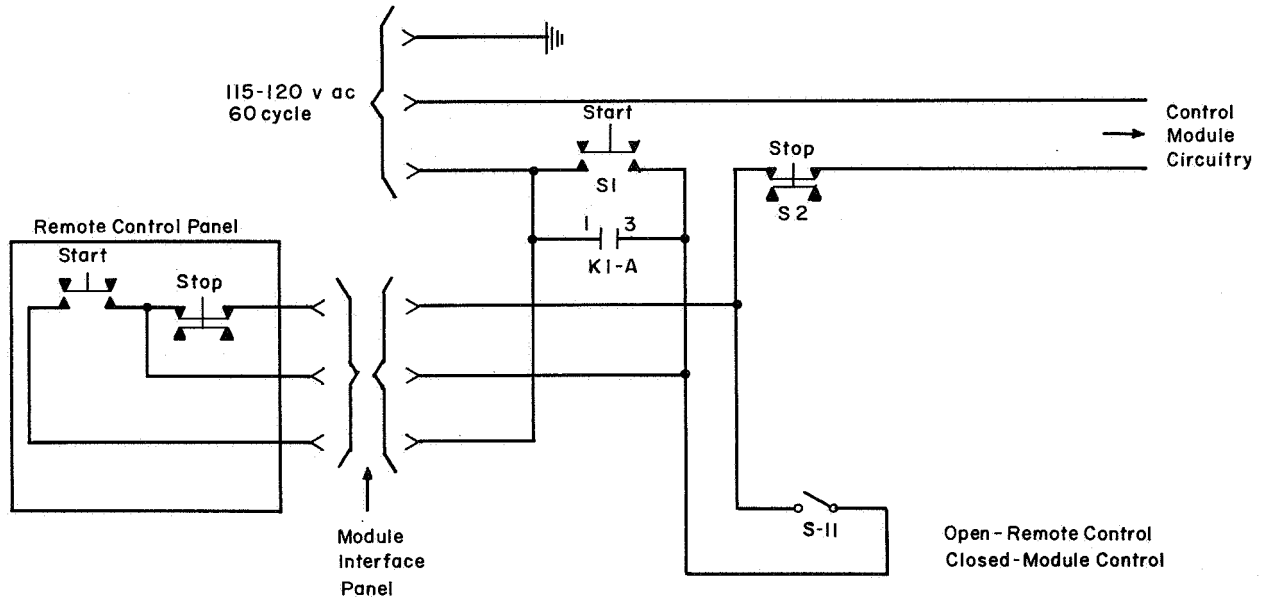 115-120 v ac
60 cycle
Start
S1
1 3
K1-A
Stop
S2
Control
Module
Circuitry
Remote Control Panel
Start
Stop
Module
Interface
Panel
S-11
Open-Remote Control
Closed-Module Control